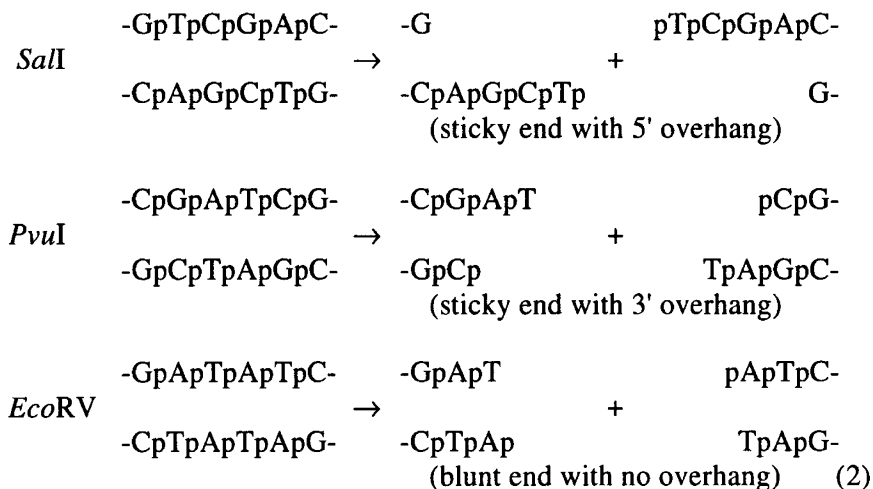 -GpTpCpGpApC- -G pTpCpGpApC-
SalI → +
-CpApGpCpTpG- -CpApGpCpTp G-
(sticky end with 5' overhang)
-CpGpApTpCpG- -CpGpApT pCpG-
PvuI → +
-GpCpTpApGpC- -GpCp TpApGpC-
(sticky end with 3' overhang)
-GpApTpApTpC- -GpApT pApTpC-
EcoRV → +
-CpTpApTpApG- -CpTpAp TpApG-
(blunt end with no overhang) (2)